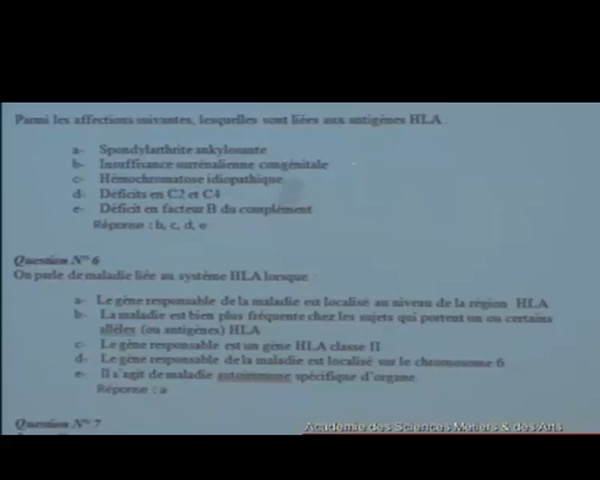 Parmi les affections suivantes, lesquelles sont liées aux antigènes HLA
a- Spondylarthrite ankylosante
b- Insuffisance surrénalienne congénitale
c- Hémochromatose idiopathique
d- Déficits en C2 et C4
e- Déficit en facteur B du complément
Réponse : b, c, d, e
Question N° 6
On parle de maladie liée au système HLA lorsque
a- Le gène responsable de la maladie est localisé au niveau de la région HLA
b- La maladie est bien plus fréquente chez les sujets qui portent un ou certains
allèles (ou antigènes) HLA
c- Le gène responsable est un gène HLA classe II
d- Le gène responsable de la maladie est localisé sur le chromosome 6
e- Il s'agit de maladie autoimmune spécifique d'organe
Réponse : a
Question N° 7
Academie des Sciences Metiers & des Arts